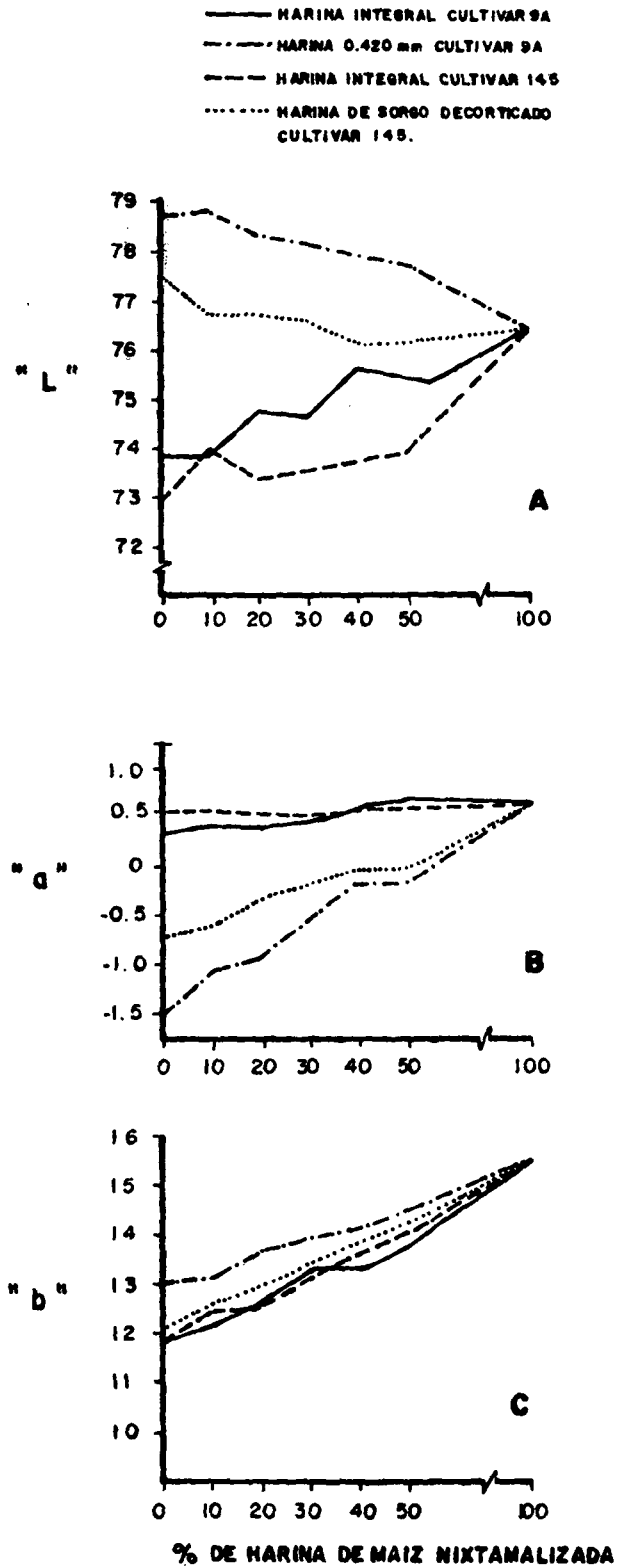 HARINA INTEGRAL CULTIVAR 9A
HARINA 0.420 mm CULTIVAR 9A
HARINA INTEGRAL CULTIVAR 145
HARINA DE SORGO DECORTICADO
CULTIVAR 145.
79
78
77
76
75
74
73
72
"L"
A
0 10 20 30 40 50 100
1.0
0.5
0
-0.5
-1.0
-1.5
"a"
B
0 10 20 30 40 50 100
16
15
14
13
12
11
10
"b"
C
0 10 20 30 40 50 100
% DE HARINA DE MAIZ NIXTAMALIZADA